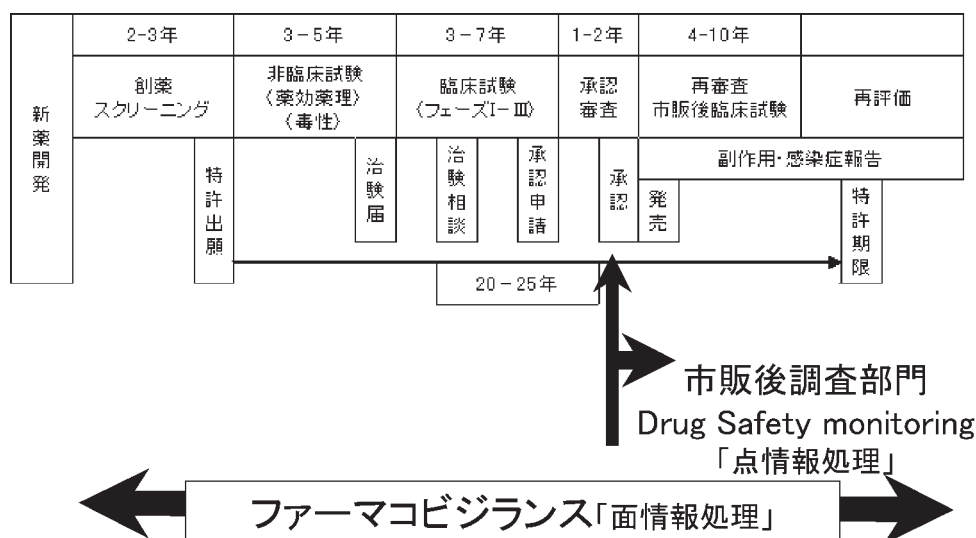 新薬開発
2-3年
3－5年
3－7年
1-2年
4-10年
創薬
スクリーニング
非臨床試験
〈薬効薬理〉
〈毒性〉
臨床試験
〈フェーズⅠ－Ⅲ〉
承認
審査
再審査
市販後臨床試験
再評価
副作用・感染症報告
特許出願
治験届
治験相談
承認申請
承認
発売
特許期限
20－25年
市販後調査部門
Drug Safety monitoring
「点情報処理」
ファーマコビジランス「面情報処理」